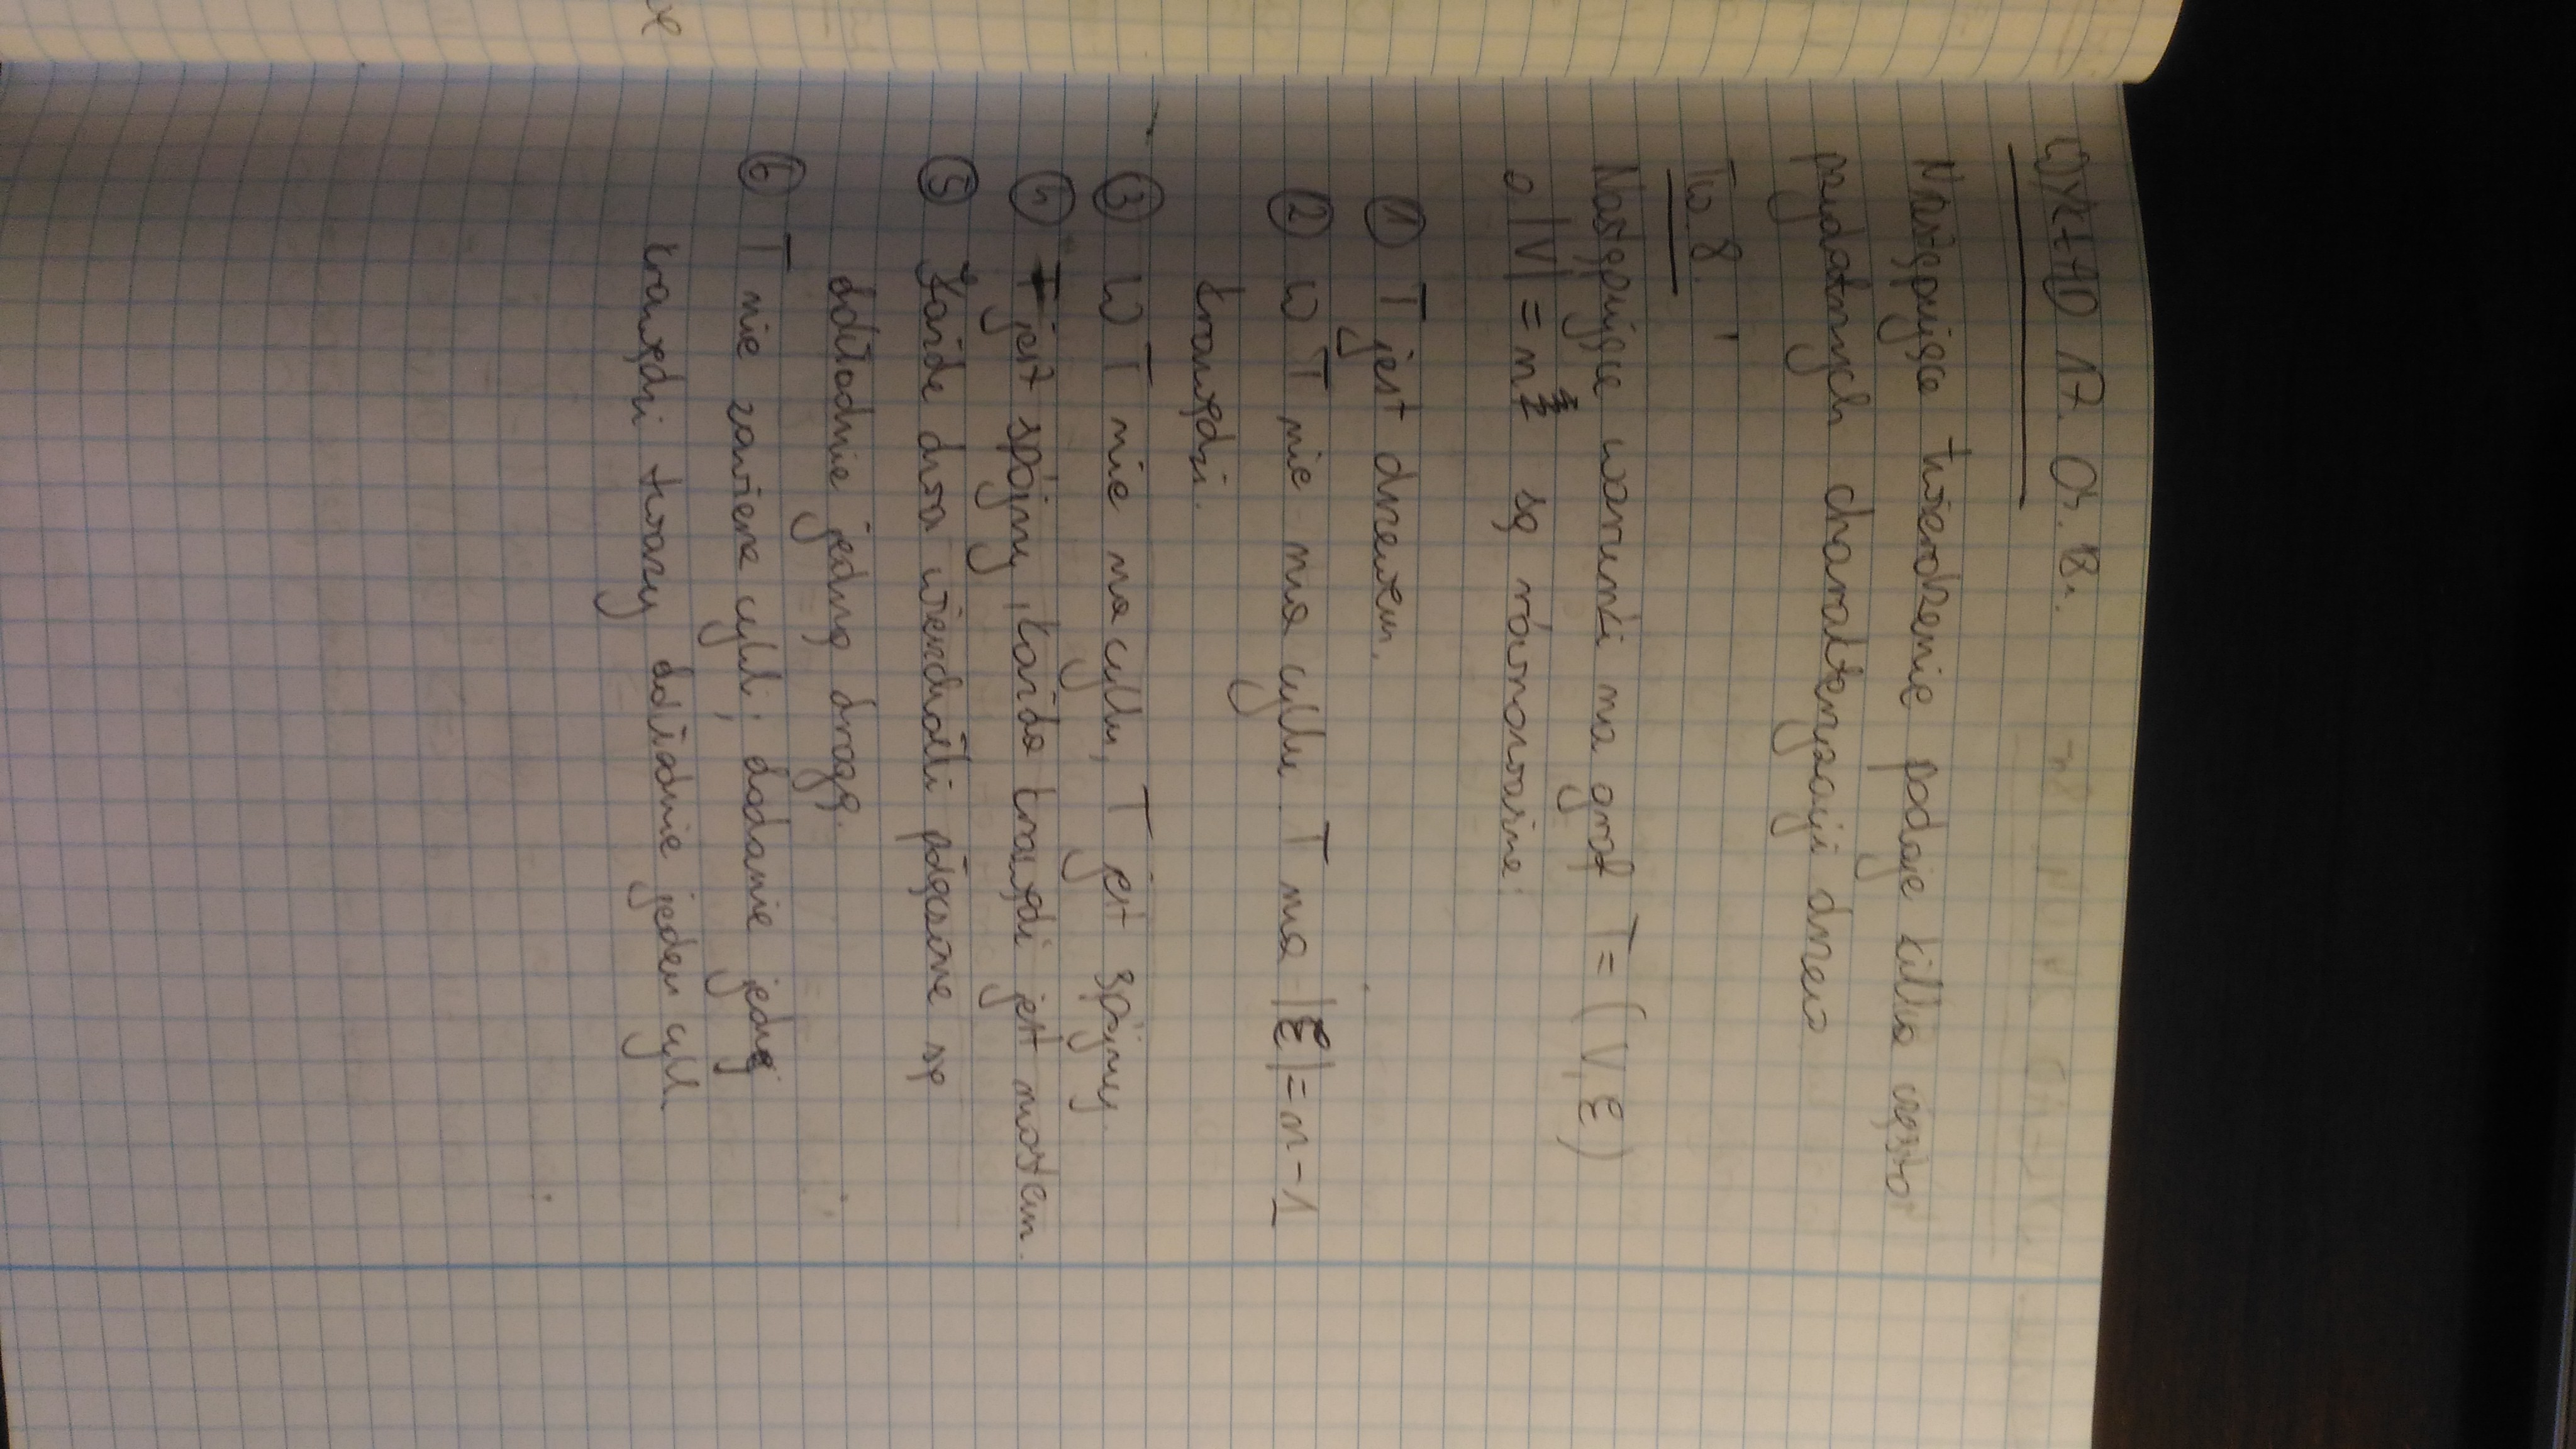 WYKŁAD 17. 04. 18r.
Następujące twierdzenie podaje kilka często
przydatnych charakteryzacji drzew
Tw. 8.
Następujące warunki na graf T = (V, ℰ)
o |V| = n są równoważne:
① T jest drzewem.
② W T nie ma cyklu. T ma |ℰ| = n-1
krawędzi.
③ W T nie ma cyklu, T jest spójny.
④ T jest spójny, każda krawędź jest mostem.
⑤ Każde dwa wierzchołki połączone są
dokładnie jedną drogą.
⑥ T nie zawiera cykli; dodanie jednej
krawędzi tworzy dokładnie jeden cykl.